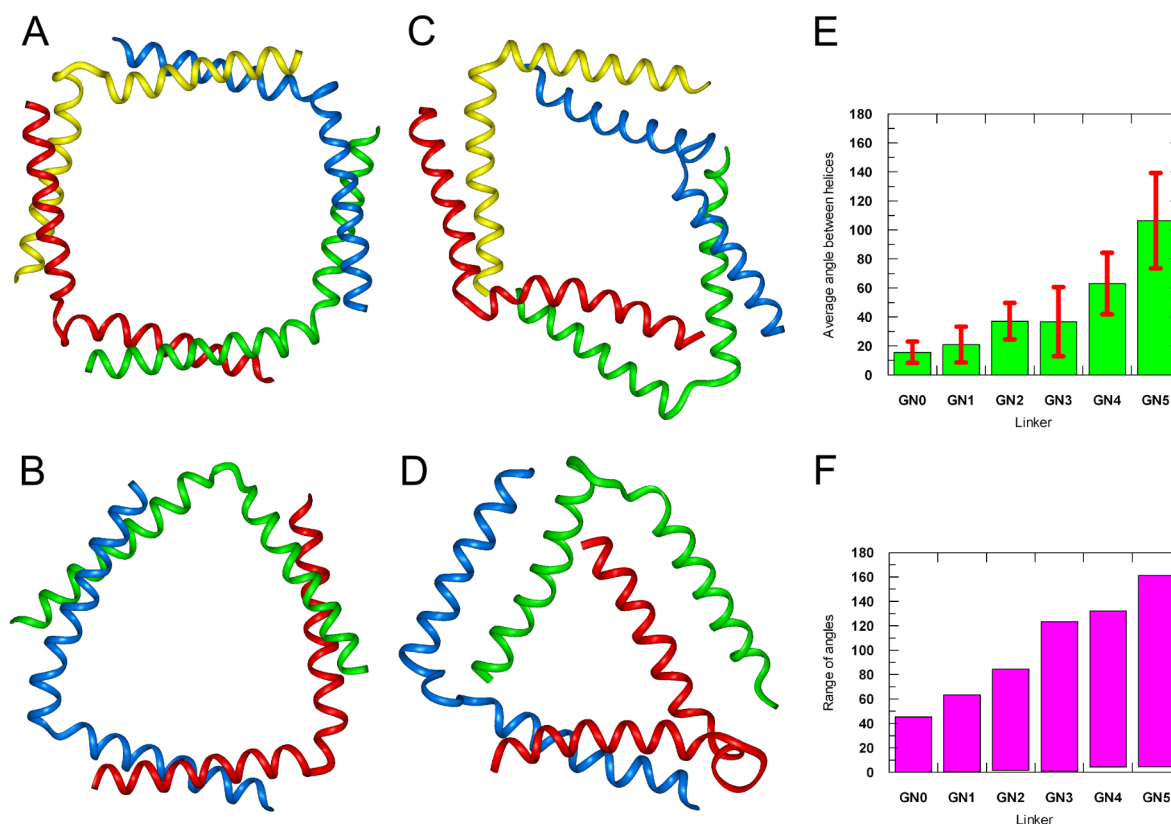 A
C
E
180
160
140
120
100
80
60
40
20
0
Average angle between helices
GN0 GN1 GN2 GN3 GN4 GN5
Linker
B
D
F
180
160
140
120
100
80
60
40
20
0
Range of angles
GN0 GN1 GN2 GN3 GN4 GN5
Linker